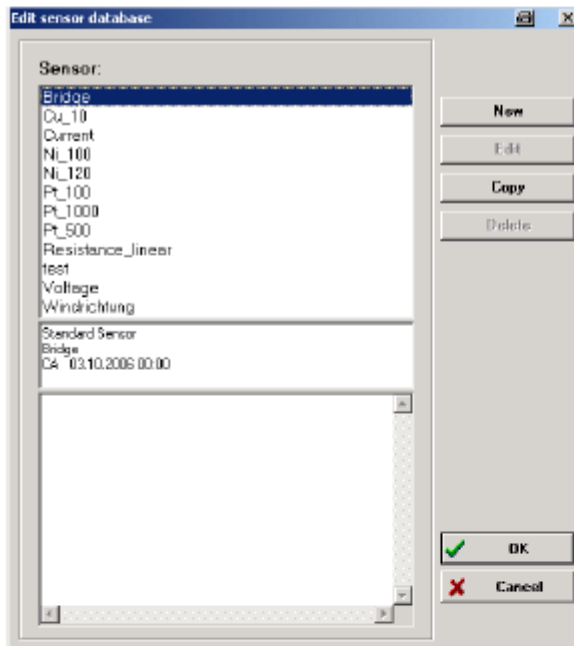 Edit sensor database
Sensor:
Bridge
Cu_10
Current
Ni_100
Ni_120
Pt_100
Pt_1000
Pt_500
Resistance_linear
test
Voltage
Windrichtung
Standard Sensor
Bridge
CA 03.10.2006 00:00
New
Edit
Copy
Delete
OK
Cancel